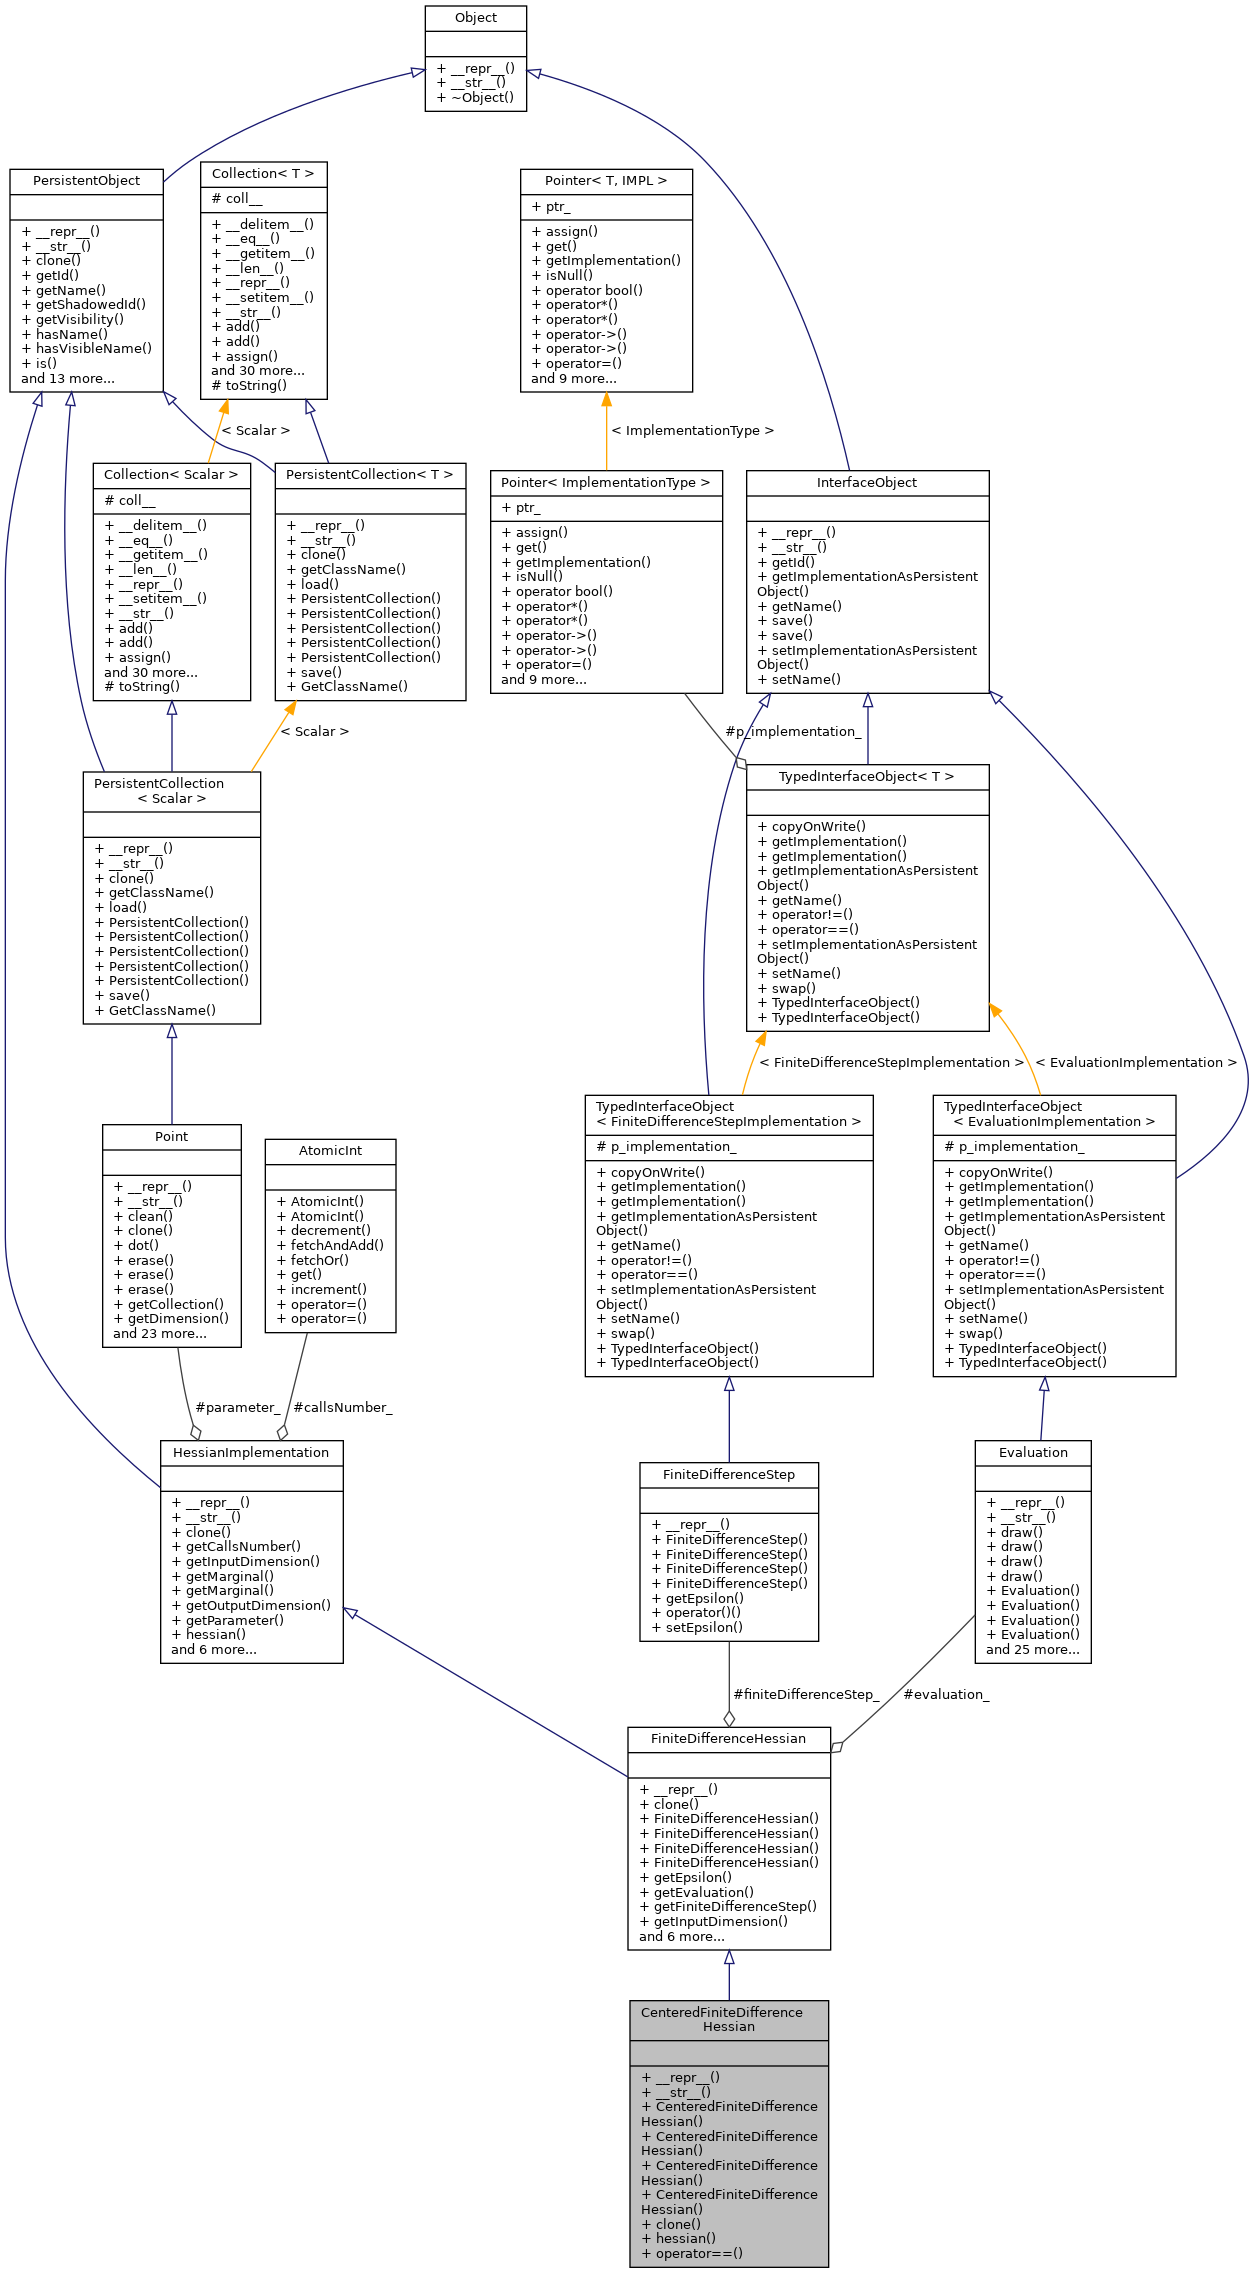 Object
+ __repr__()
+ __str__()
+ ~Object()
PersistentObject
+ __repr__()
+ __str__()
+ clone()
+ getId()
+ getName()
+ getShadowedId()
+ getVisibility()
+ hasName()
+ hasVisibleName()
+ is()
and 13 more...
Collection< T >
# coll__
+ __delitem__()
+ __eq__()
+ __getitem__()
+ __len__()
+ __repr__()
+ __setitem__()
+ __str__()
+ add()
+ add()
+ assign()
and 30 more...
# toString()
Pointer< T, IMPL >
+ ptr_
+ assign()
+ get()
+ getImplementation()
+ isNull()
+ operator bool()
+ operator*()
+ operator*()
+ operator->()
+ operator->()
+ operator=()
and 9 more...
< Scalar >
< ImplementationType >
Collection< Scalar >
# coll__
+ __delitem__()
+ __eq__()
+ __getitem__()
+ __len__()
+ __repr__()
+ __setitem__()
+ __str__()
+ add()
+ add()
+ assign()
and 30 more...
# toString()
PersistentCollection< T >
+ __repr__()
+ __str__()
+ clone()
+ getClassName()
+ load()
+ PersistentCollection()
+ PersistentCollection()
+ PersistentCollection()
+ PersistentCollection()
+ PersistentCollection()
+ save()
+ GetClassName()
Pointer< ImplementationType >
+ ptr_
+ assign()
+ get()
+ getImplementation()
+ isNull()
+ operator bool()
+ operator*()
+ operator*()
+ operator->()
+ operator->()
+ operator=()
and 9 more...
InterfaceObject
+ __repr__()
+ __str__()
+ getId()
+ getImplementationAsPersistent
Object()
+ getName()
+ save()
+ save()
+ setImplementationAsPersistent
Object()
+ setName()
< Scalar >
#p_implementation_
PersistentCollection
< Scalar >
+ __repr__()
+ __str__()
+ clone()
+ getClassName()
+ load()
+ PersistentCollection()
+ PersistentCollection()
+ PersistentCollection()
+ PersistentCollection()
+ PersistentCollection()
+ save()
+ GetClassName()
TypedInterfaceObject< T >
+ copyOnWrite()
+ getImplementation()
+ getImplementation()
+ getImplementationAsPersistent
Object()
+ getName()
+ operator!=()
+ operator==()
+ setImplementationAsPersistent
Object()
+ setName()
+ swap()
+ TypedInterfaceObject()
+ TypedInterfaceObject()
< FiniteDifferenceStepImplementation >
< EvaluationImplementation >
Point
+ __repr__()
+ __str__()
+ clean()
+ clone()
+ dot()
+ erase()
+ erase()
+ erase()
+ getCollection()
+ getDimension()
and 23 more...
AtomicInt
+ AtomicInt()
+ AtomicInt()
+ decrement()
+ fetchAndAdd()
+ fetchOr()
+ get()
+ increment()
+ operator=()
+ operator=()
TypedInterfaceObject
< FiniteDifferenceStepImplementation >
# p_implementation_
+ copyOnWrite()
+ getImplementation()
+ getImplementation()
+ getImplementationAsPersistent
Object()
+ getName()
+ operator!=()
+ operator==()
+ setImplementationAsPersistent
Object()
+ setName()
+ swap()
+ TypedInterfaceObject()
+ TypedInterfaceObject()
TypedInterfaceObject
< EvaluationImplementation >
# p_implementation_
+ copyOnWrite()
+ getImplementation()
+ getImplementation()
+ getImplementationAsPersistent
Object()
+ getName()
+ operator!=()
+ operator==()
+ setImplementationAsPersistent
Object()
+ setName()
+ swap()
+ TypedInterfaceObject()
+ TypedInterfaceObject()
#parameter_
#callsNumber_
HessianImplementation
+ __repr__()
+ __str__()
+ clone()
+ getCallsNumber()
+ getInputDimension()
+ getMarginal()
+ getMarginal()
+ getOutputDimension()
+ getParameter()
+ hessian()
and 6 more...
FiniteDifferenceStep
+ __repr__()
+ FiniteDifferenceStep()
+ FiniteDifferenceStep()
+ FiniteDifferenceStep()
+ FiniteDifferenceStep()
+ getEpsilon()
+ operator()()
+ setEpsilon()
Evaluation
+ __repr__()
+ __str__()
+ draw()
+ draw()
+ draw()
+ draw()
+ Evaluation()
+ Evaluation()
+ Evaluation()
+ Evaluation()
and 25 more...
#finiteDifferenceStep_
#evaluation_
FiniteDifferenceHessian
+ __repr__()
+ clone()
+ FiniteDifferenceHessian()
+ FiniteDifferenceHessian()
+ FiniteDifferenceHessian()
+ FiniteDifferenceHessian()
+ getEpsilon()
+ getEvaluation()
+ getFiniteDifferenceStep()
+ getInputDimension()
and 6 more...
CenteredFiniteDifference
Hessian
+ __repr__()
+ __str__()
+ CenteredFiniteDifference
Hessian()
+ CenteredFiniteDifference
Hessian()
+ CenteredFiniteDifference
Hessian()
+ CenteredFiniteDifference
Hessian()
+ clone()
+ hessian()
+ operator==()